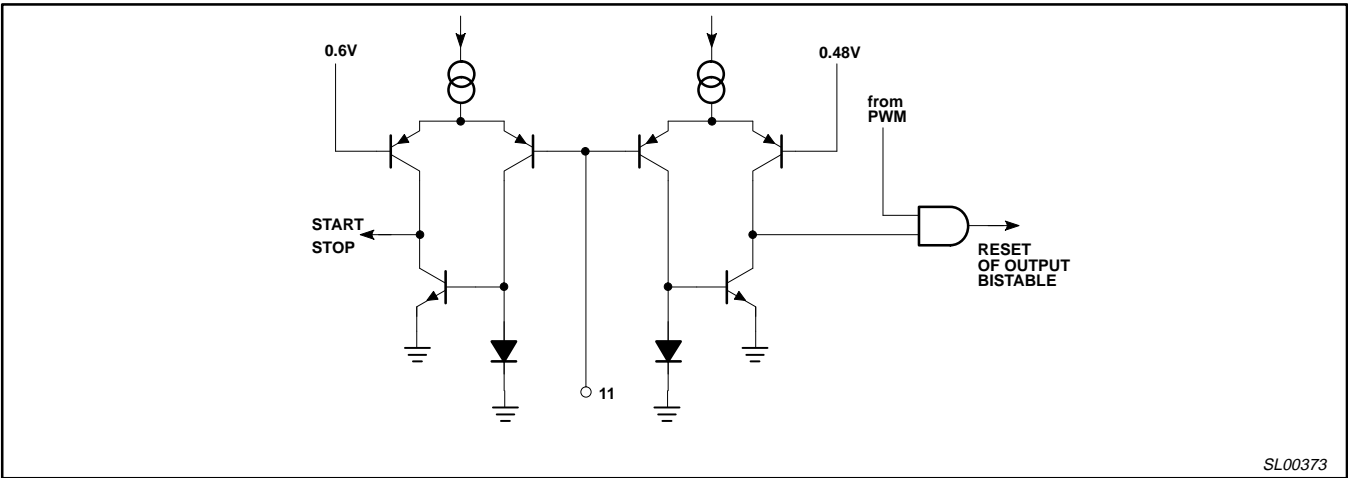 0.6V
0.48V
from
PWM
START
STOP
RESET
OF OUTPUT
BISTABLE
11
SL00373